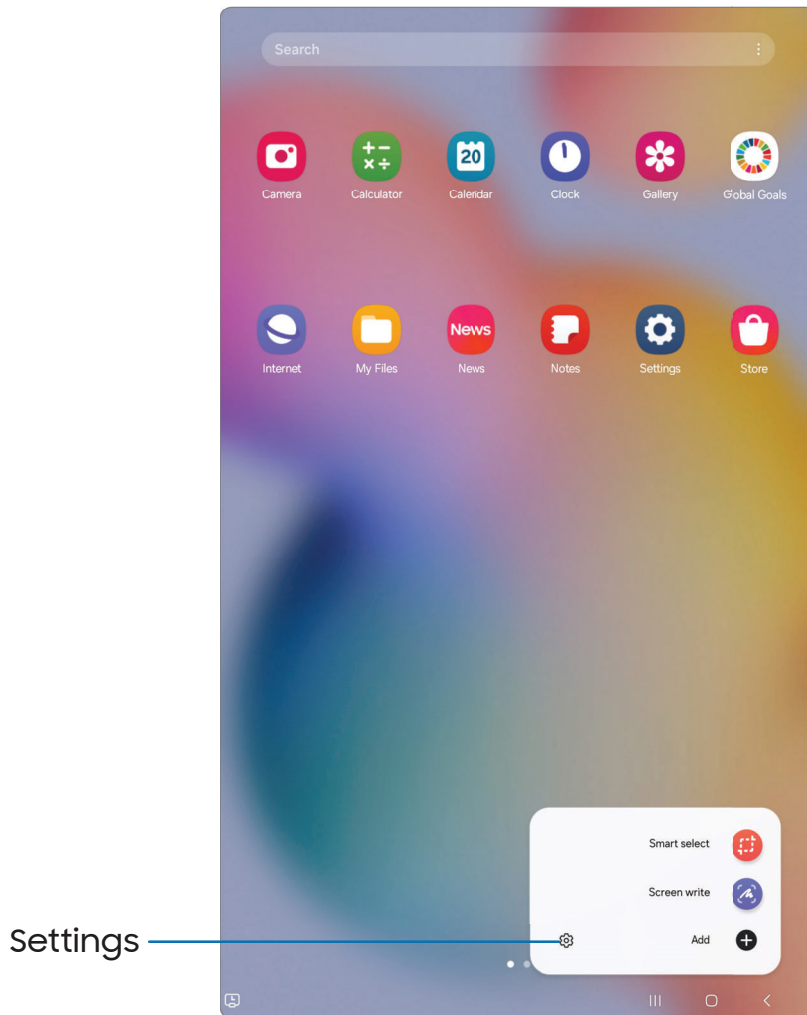 Search
20
Camera Calculator Calendar Clock Gallery Global Goals
News
Internet My Files News Notes Settings Store
Smart select
Screen write
Settings
Add